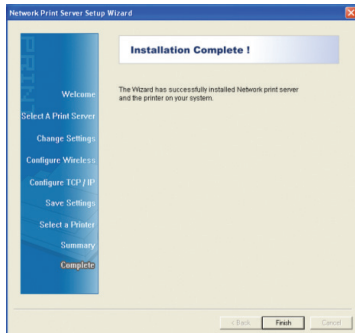 Network Print Server Setup Wizard
PRINT
Installation Complete !
The Wizard has successfully installed Network print server
and the printer on your system.
Welcome
Select A Print Server
Change Settings
Configure Wireless
Configure TCP / IP
Save Settings
Select a Printer
Summary
Complete
< Back
Finish
Cancel